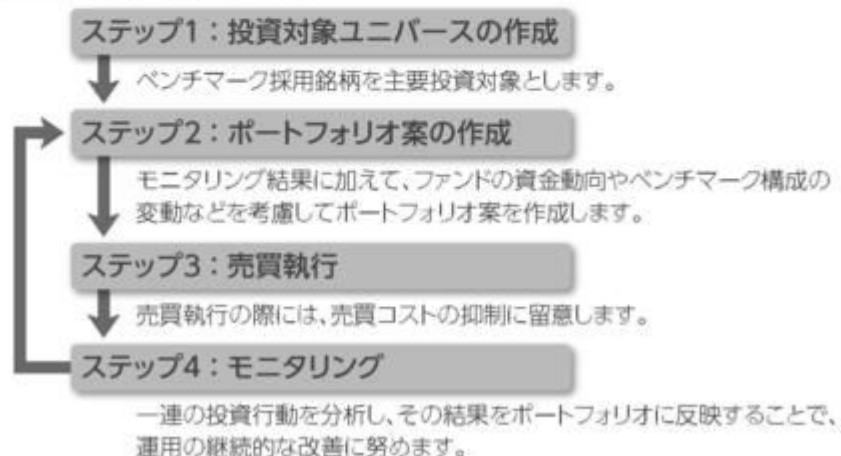 ステップ1：投資対象ユニバースの作成
ベンチマーク採用銘柄を主要投資対象とします。
ステップ2：ポートフォリオ案の作成
モニタリング結果に加えて、ファンドの資金動向やベンチマーク構成の
変動などを考慮してポートフォリオ案を作成します。
ステップ3：売買執行
売買執行の際には、売買コストの抑制に留意します。
ステップ4：モニタリング
一連の投資行動を分析し、その結果をポートフォリオに反映することで、
運用の継続的な改善に努めます。